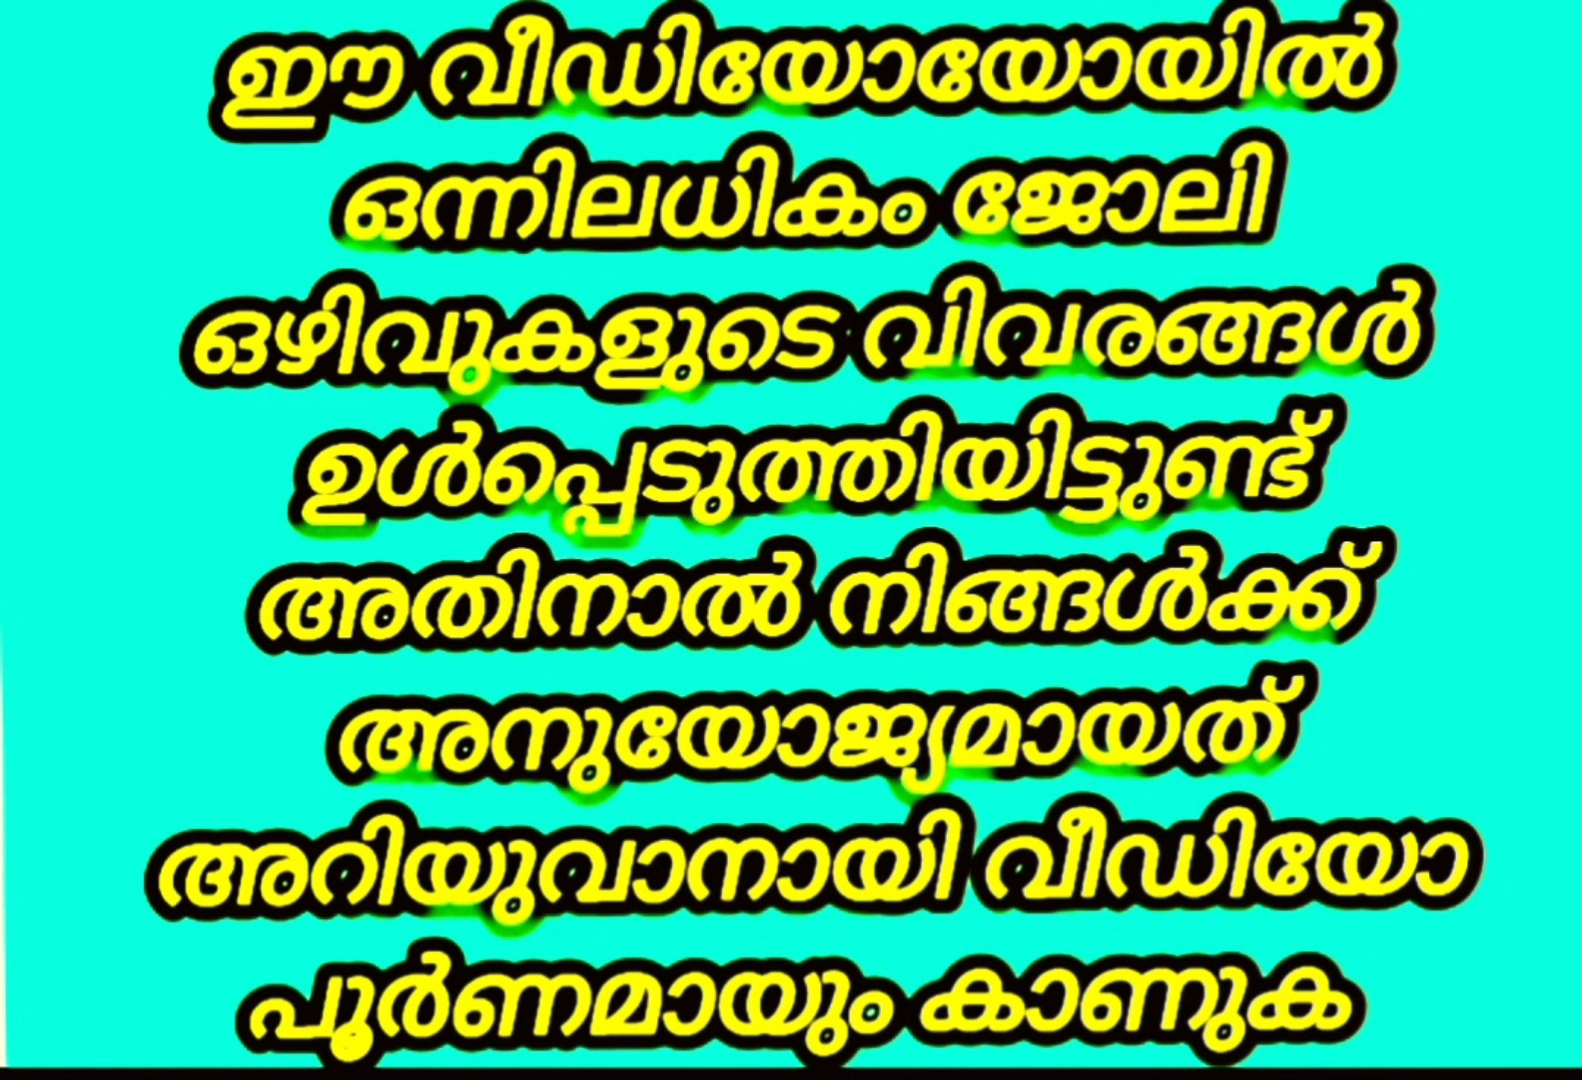 ഈ വീഡിയോയോയിൽ
ഒന്നിലധികം ജോലി
ഒഴിവുകളുടെ വിവരങ്ങൾ
ഉൾപ്പെടുത്തിയിട്ടുണ്ട്
അതിനാൽ നിങ്ങൾക്ക്
അനുയോജ്യമായത്
അറിയുവാനായി വീഡിയോ
പൂർണമായും കാണുക